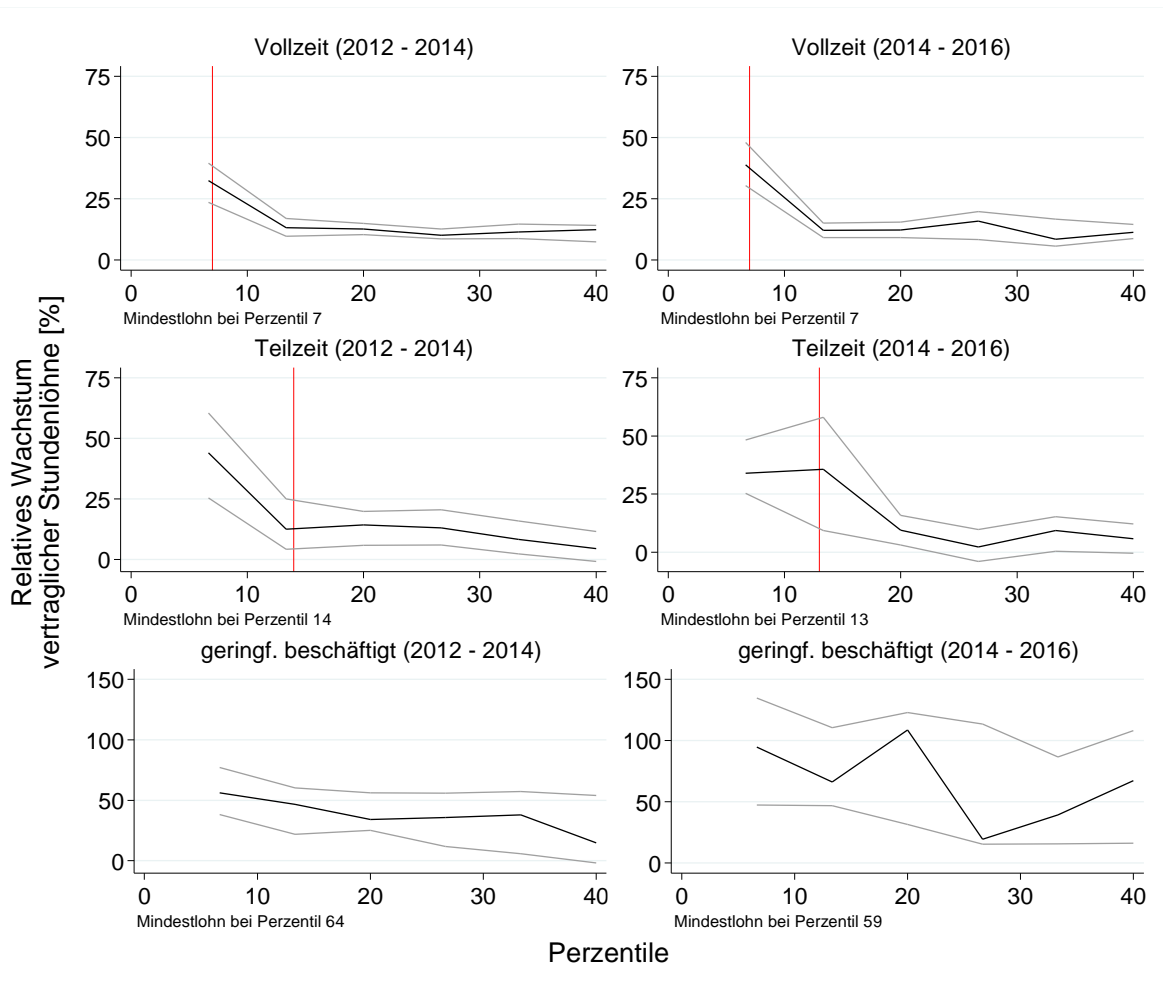 Relatives Wachstum
vertraglicher Stundenlöhne [%]
Vollzeit (2012 - 2014)
75
50
25
0
0 10 20 30 40
Mindestlohn bei Perzentil 7
Vollzeit (2014 - 2016)
75
50
25
0
0 10 20 30 40
Mindestlohn bei Perzentil 7
Teilzeit (2012 - 2014)
75
50
25
0
0 10 20 30 40
Mindestlohn bei Perzentil 14
Teilzeit (2014 - 2016)
75
50
25
0
0 10 20 30 40
Mindestlohn bei Perzentil 13
geringf. beschäftigt (2012 - 2014)
150
100
50
0
0 10 20 30 40
Mindestlohn bei Perzentil 64
geringf. beschäftigt (2014 - 2016)
150
100
50
0
0 10 20 30 40
Mindestlohn bei Perzentil 59
Perzentile